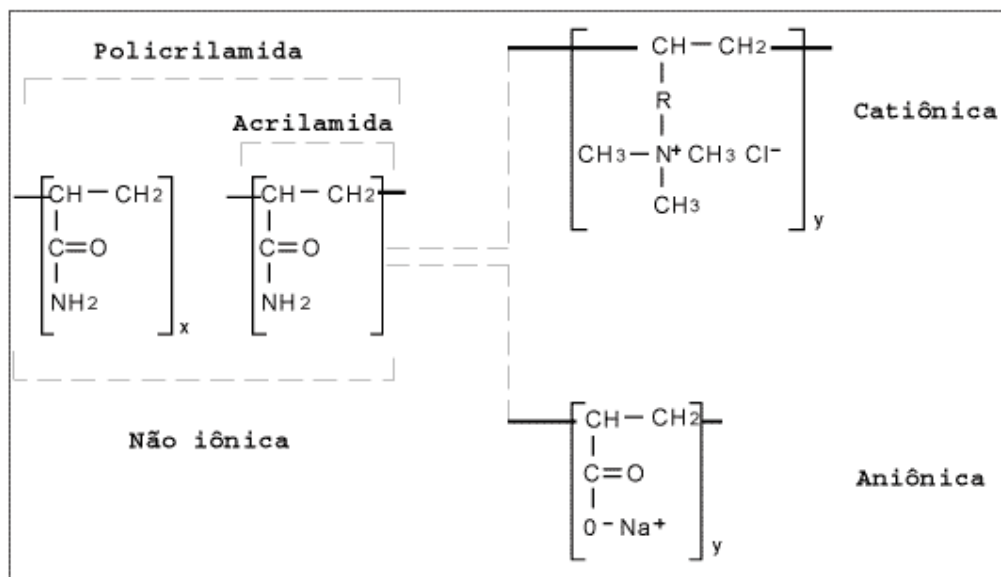 Policrilamida
Acrilamida
CH — CH2
C=O
NH2
x
CH — CH2
C=O
NH2
Não iônica
CH — CH2
R
CH3—N+ CH3 Cl−
CH3
y
Catiônica
CH — CH2
C=O
O− Na+
y
Aniônica